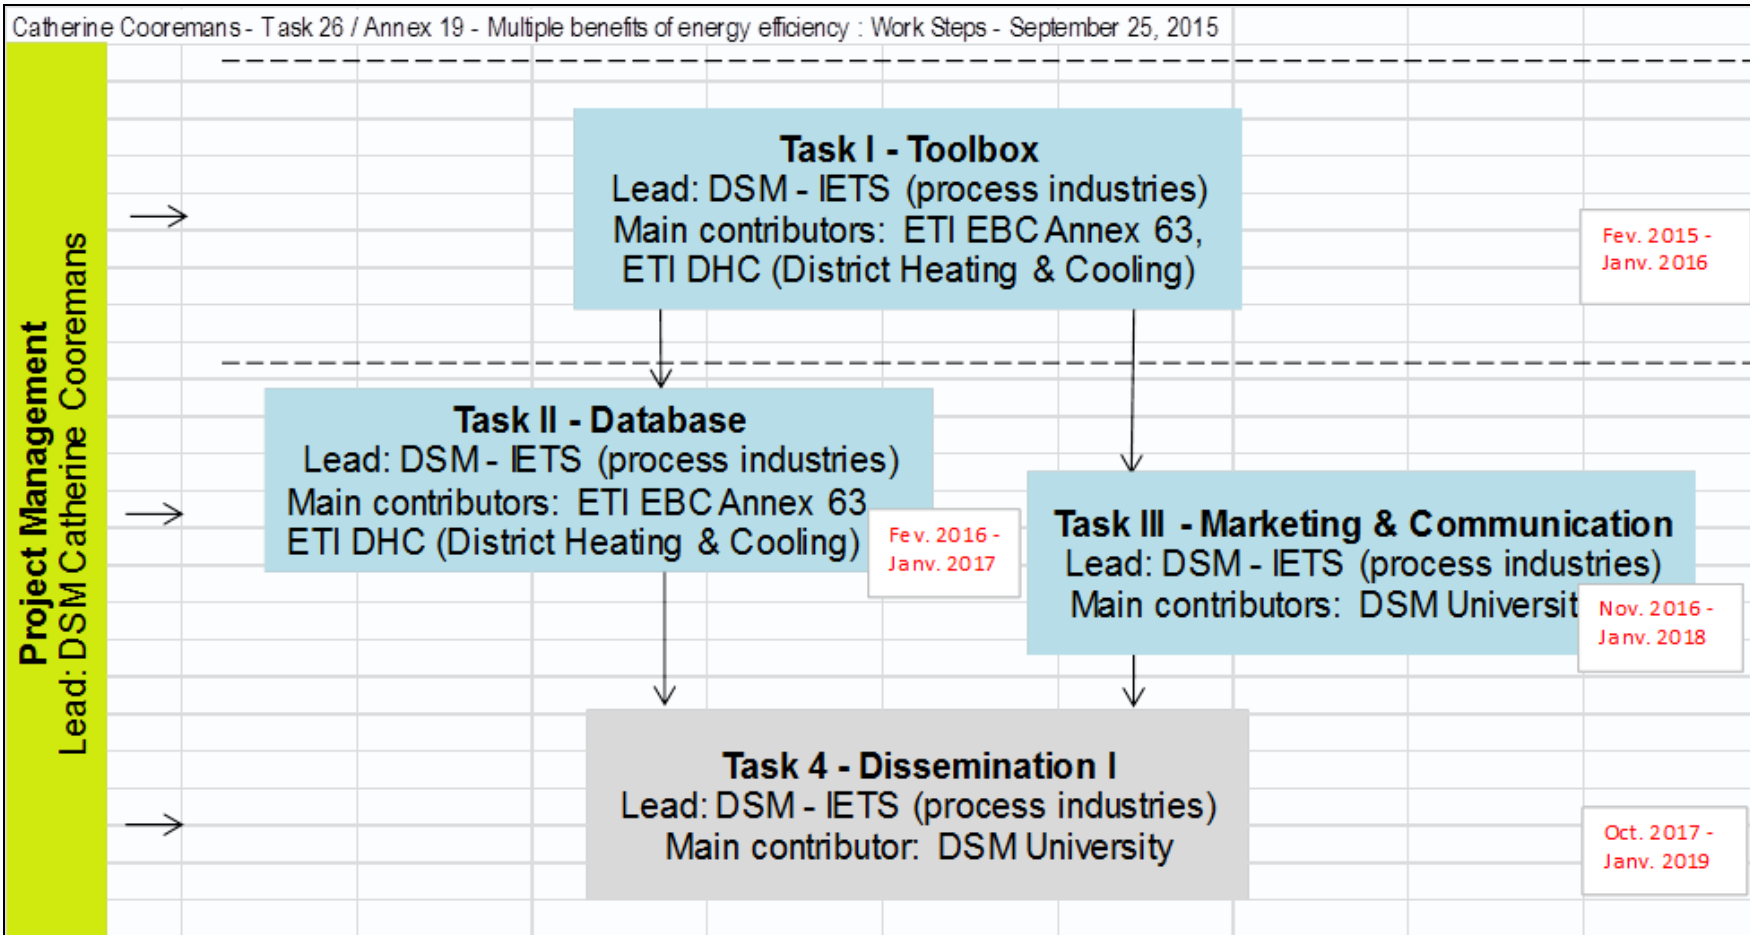 Catherine Cooremans - Task 26 / Annex 19 - Multiple benefits of energy efficiency : Work Steps - September 25, 2015
Project Management
Lead: DSM Catherine Cooremans
Task I - Toolbox
Lead: DSM - IETS (process industries)
Main contributors: ETI EBC Annex 63,
ETI DHC (District Heating & Cooling)
Fev. 2015 -
Janv. 2016
Task II - Database
Lead: DSM - IETS (process industries)
Main contributors: ETI EBC Annex 63
ETI DHC (District Heating & Cooling)
Fev. 2016 -
Janv. 2017
Task III - Marketing & Communication
Lead: DSM - IETS (process industries)
Main contributors: DSM Universit
Nov. 2016 -
Janv. 2018
Task 4 - Dissemination I
Lead: DSM - IETS (process industries)
Main contributor: DSM University
Oct. 2017 -
Janv. 2019